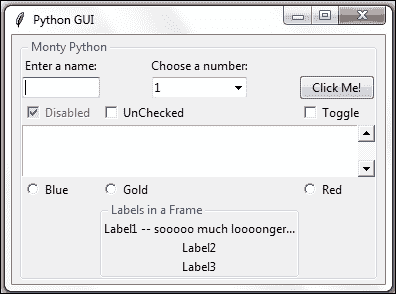 Python GUI
Monty Python
Enter a name: Choose a number:
1 Click Me!
Disabled UnChecked Toggle
Blue Gold Red
Labels in a Frame
Label1 -- sooooo much loooonger...
Label2
Label3